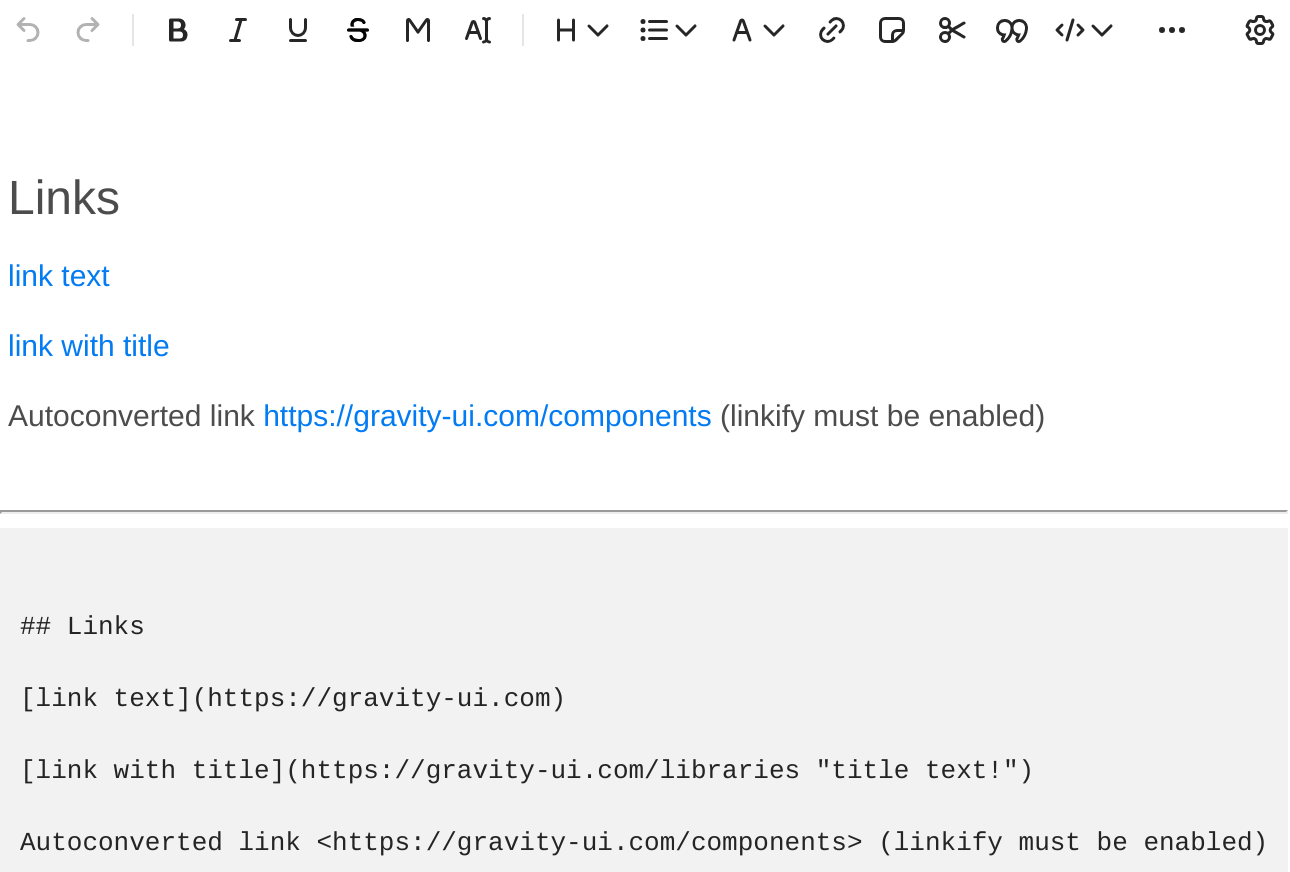 Links
link text
link with title
Autoconverted link https://gravity-ui.com/components (linkify must be enabled)
## Links
[link text](https://gravity-ui.com)
[link with title](https://gravity-ui.com/libraries "title text!")
Autoconverted link <https://gravity-ui.com/components> (linkify must be enabled)